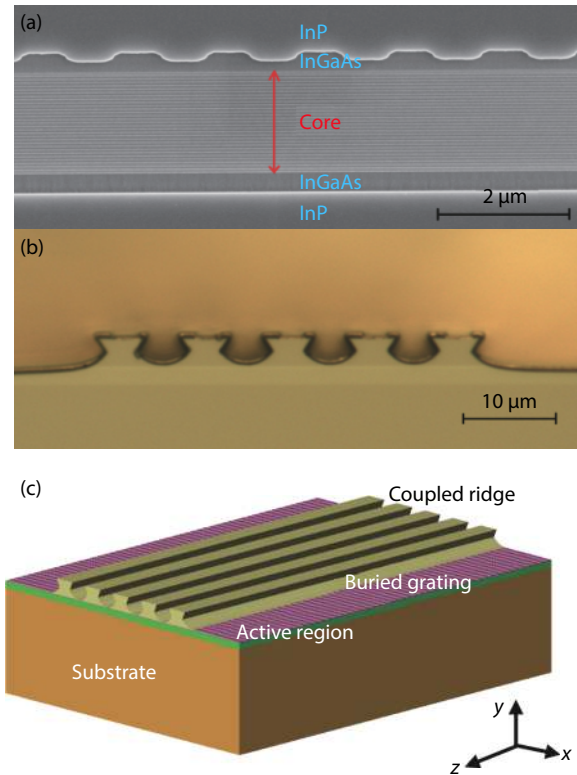 (a)
InP
InGaAs
Core
InGaAs
InP
2 µm
(b)
10 µm
(c)
Coupled ridge
Buried grating
Active region
Substrate
y
x
z